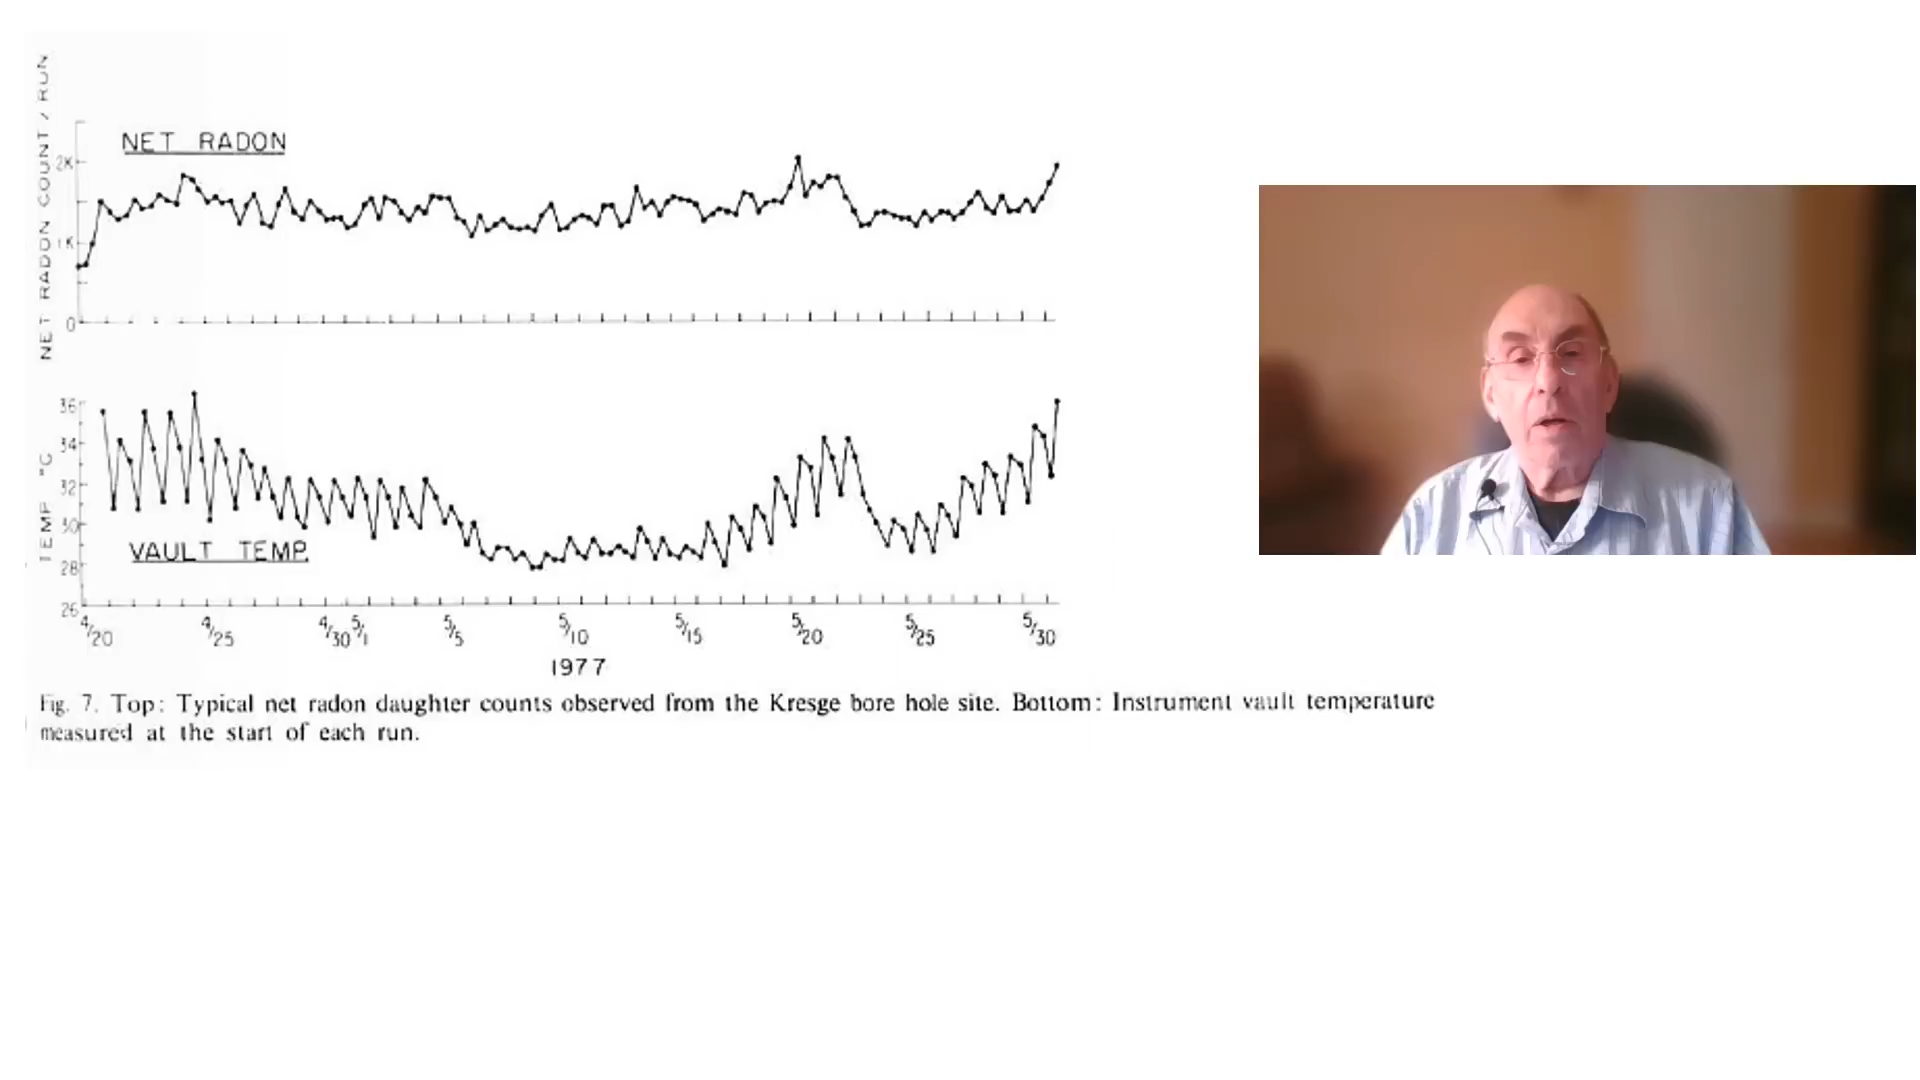 NET RADON COUNT / RUN
NET RADON
2K
1K
0
TEMP °C
36
34
32
30
28
26
VAULT TEMP.
4/20 4/25 4/30 5/1 5/5 5/10 5/15 5/20 5/25 5/30
1977
Fig. 7. Top: Typical net radon daughter counts observed from the Kresge bore hole site. Bottom: Instrument vault temperature
measured at the start of each run.